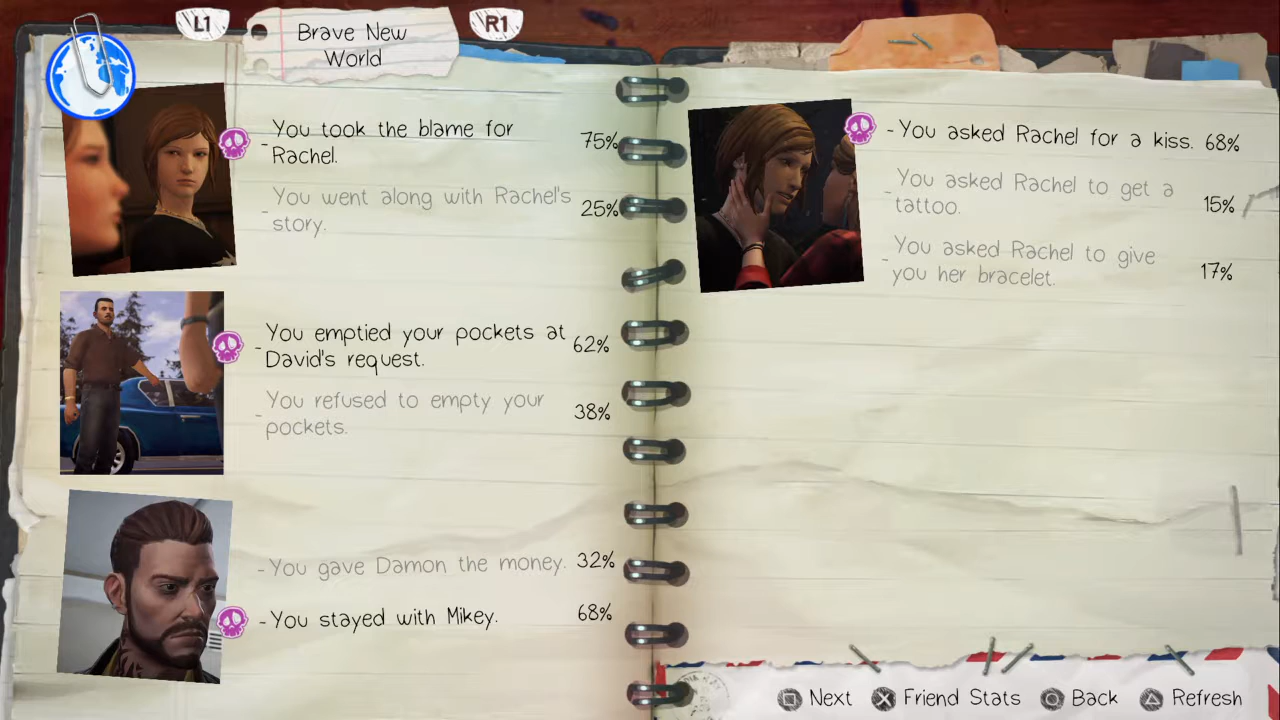 L1
Brave New
World
R1
-You took the blame for
Rachel.
75%
-You went along with Rachel's
story.
25%
-You emptied your pockets at
David's request.
62%
-You refused to empty your
pockets.
38%
-You gave Damon the money.
32%
-You stayed with Mikey.
68%
-You asked Rachel for a kiss.
68%
-You asked Rachel to get a
tattoo.
15%
-You asked Rachel to give
you her bracelet.
17%
Next
Friend Stats
Back
Refresh